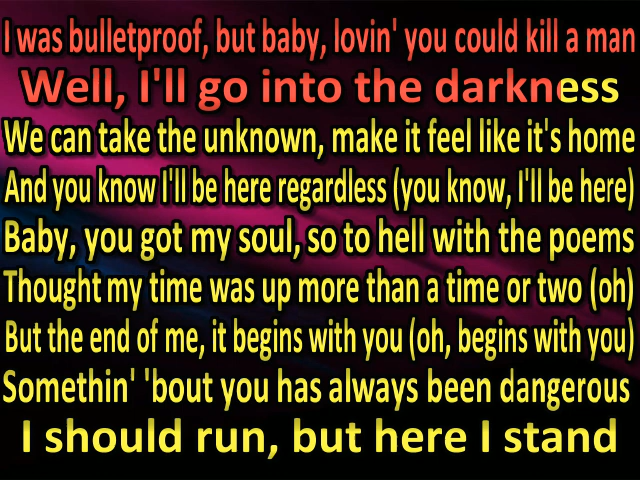 I was bulletproof, but baby, lovin' you could kill a man
Well, I'll go into the darkness
We can take the unknown, make it feel like it's home
And you know I'll be here regardless (you know, I'll be here)
Baby, you got my soul, so to hell with the poems
Thought my time was up more than a time or two (oh)
But the end of me, it begins with you (oh, begins with you)
Somethin' 'bout you has always been dangerous
I should run, but here I stand